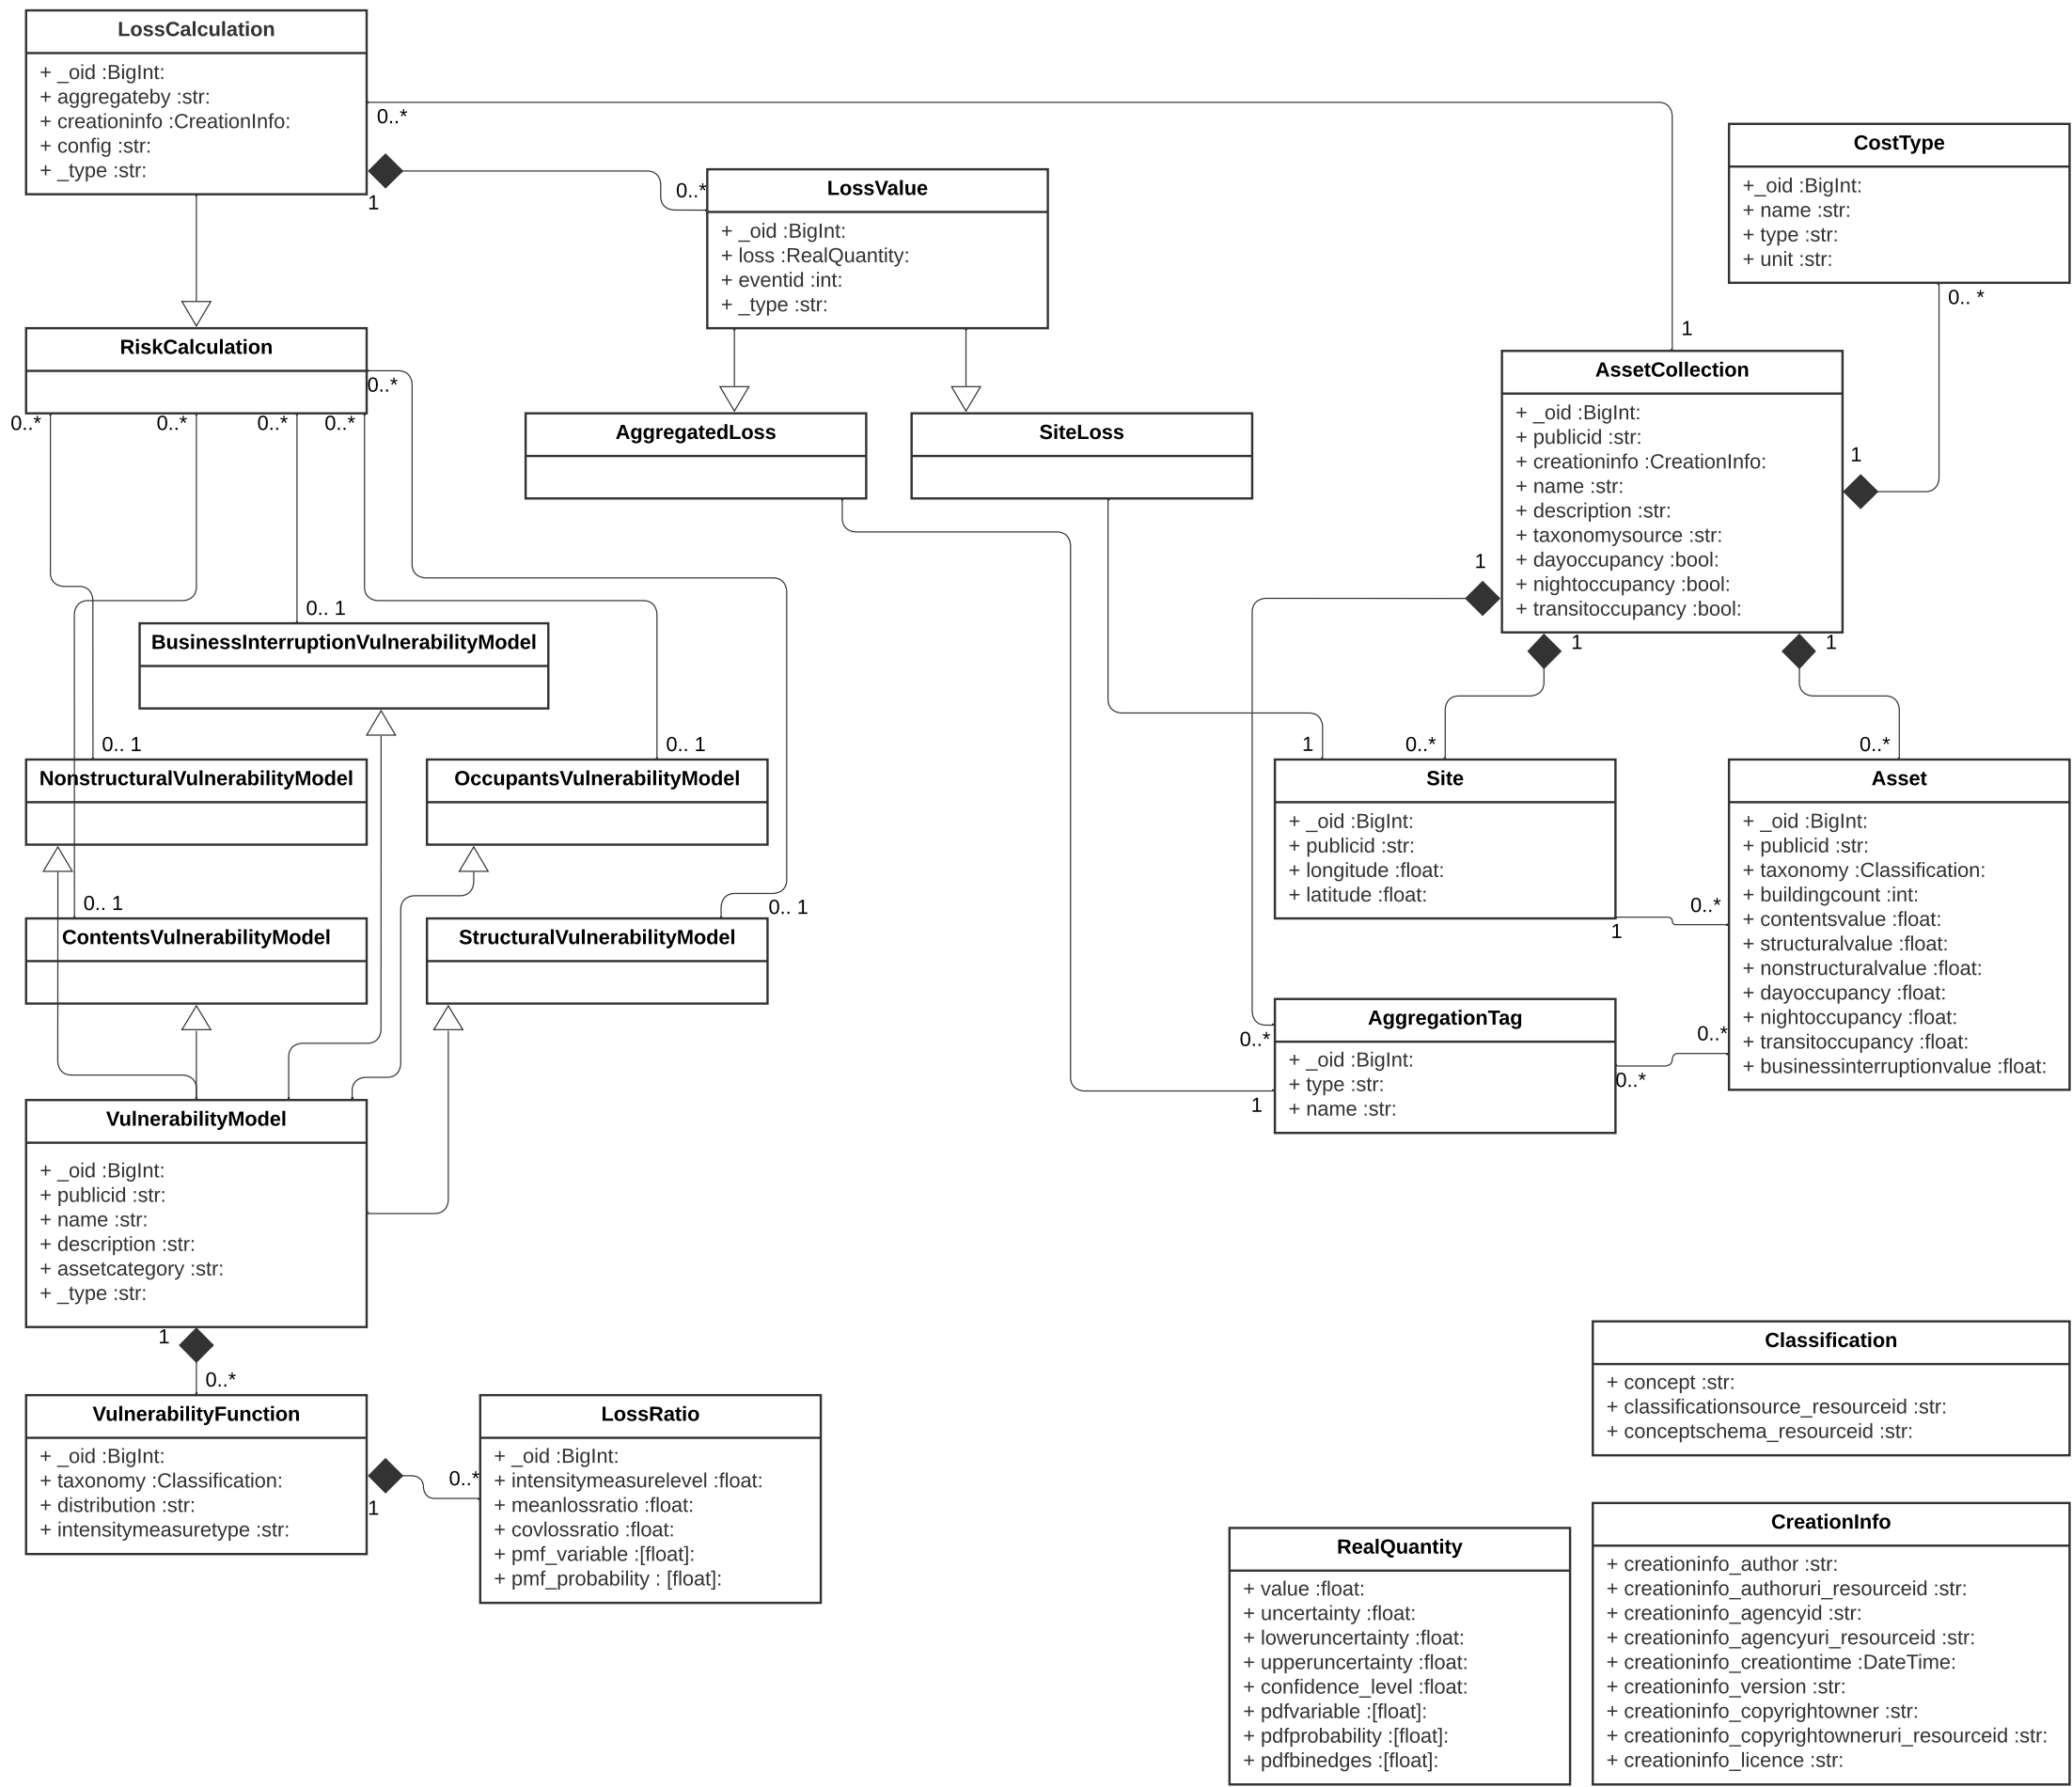 LossCalculation
+ _oid :BigInt:
+ aggregateby :str:
+ creationinfo :CreationInfo:
+ config :str:
+ _type :str:
0..*
1
0..*
LossValue
+ _oid :BigInt:
+ loss :RealQuantity:
+ eventid :int:
+ _type :str:
CostType
+_oid :BigInt:
+ name :str:
+ type :str:
+ unit :str:
0.. *
1
RiskCalculation
0..*
0..*
0..*
0..*
0..*
AggregatedLoss
SiteLoss
AssetCollection
+ _oid :BigInt:
+ publicid :str:
+ creationinfo :CreationInfo:
+ name :str:
+ description :str:
+ taxonomysource :str:
+ dayoccupancy :bool:
+ nightoccupancy :bool:
+ transitoccupancy :bool:
1
1
1
1
0.. 1
BusinessInterruptionVulnerabilityModel
0.. 1
NonstructuralVulnerabilityModel
0.. 1
OccupantsVulnerabilityModel
0.. 1
ContentsVulnerabilityModel
0.. 1
StructuralVulnerabilityModel
1
0..*
Site
+ _oid :BigInt:
+ publicid :str:
+ longitude :float:
+ latitude :float:
1
0..*
0..*
Asset
+ _oid :BigInt:
+ publicid :str:
+ taxonomy :Classification:
+ buildingcount :int:
+ contentsvalue :float:
+ structuralvalue :float:
+ nonstructuralvalue :float:
+ dayoccupancy :float:
+ nightoccupancy :float:
+ transitoccupancy :float:
+ businessinterruptionvalue :float:
0..*
1
AggregationTag
+ _oid :BigInt:
+ type :str:
+ name :str:
0..*
0..*
VulnerabilityModel
+ _oid :BigInt:
+ publicid :str:
+ name :str:
+ description :str:
+ assetcategory :str:
+ _type :str:
1
0..*
VulnerabilityFunction
+ _oid :BigInt:
+ taxonomy :Classification:
+ distribution :str:
+ intensitymeasuretype :str:
1
0..*
LossRatio
+ _oid :BigInt:
+ intensitymeasurelevel :float:
+ meanlossratio :float:
+ covlossratio :float:
+ pmf_variable :[float]:
+ pmf_probability : [float]:
Classification
+ concept :str:
+ classificationsource_resourceid :str:
+ conceptschema_resourceid :str:
RealQuantity
+ value :float:
+ uncertainty :float:
+ loweruncertainty :float:
+ upperuncertainty :float:
+ confidence_level :float:
+ pdfvariable :[float]:
+ pdfprobability :[float]:
+ pdfbinedges :[float]:
CreationInfo
+ creationinfo_author :str:
+ creationinfo_authoruri_resourceid :str:
+ creationinfo_agencyid :str:
+ creationinfo_agencyuri_resourceid :str:
+ creationinfo_creationtime :DateTime:
+ creationinfo_version :str:
+ creationinfo_copyrightowner :str:
+ creationinfo_copyrightowneruri_resourceid :str:
+ creationinfo_licence :str: